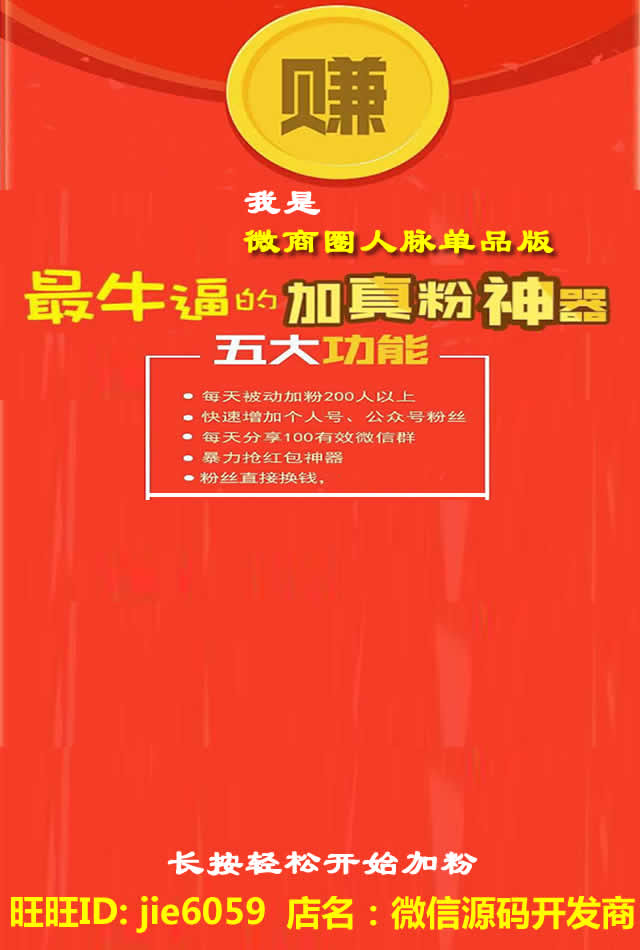 赚
我是
微商圈人脉单品版
最牛逼的加真粉神器
五大功能
● 每天被动加粉200人以上
● 快速增加个人号、公众号粉丝
● 每天分享100有效微信群
● 暴力抢红包神器
● 粉丝直接换钱，
长按轻松开始加粉
旺旺ID: jie6059 店名：微信源码开发商